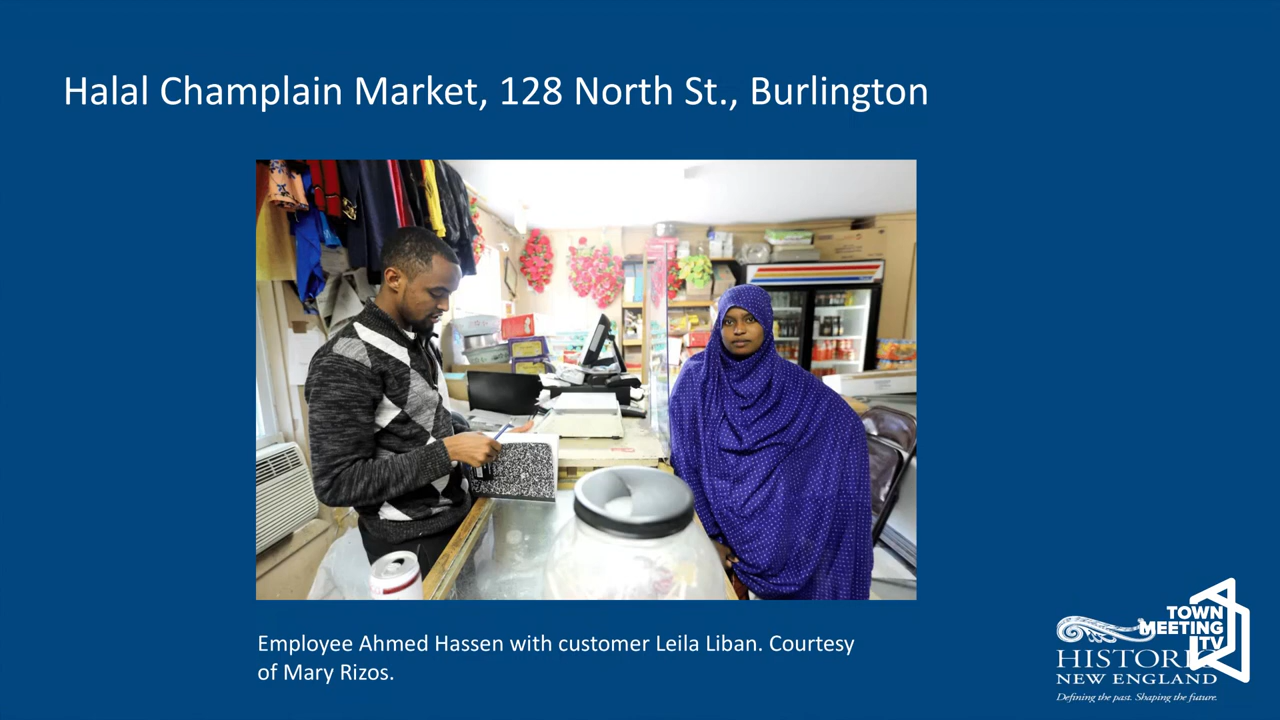 Halal Champlain Market, 128 North St., Burlington
Employee Ahmed Hassen with customer Leila Liban. Courtesy
of Mary Rizos.
TOWN
MEETING
TV
HISTORIC
NEW ENGLAND
Defining the past. Shaping the future.